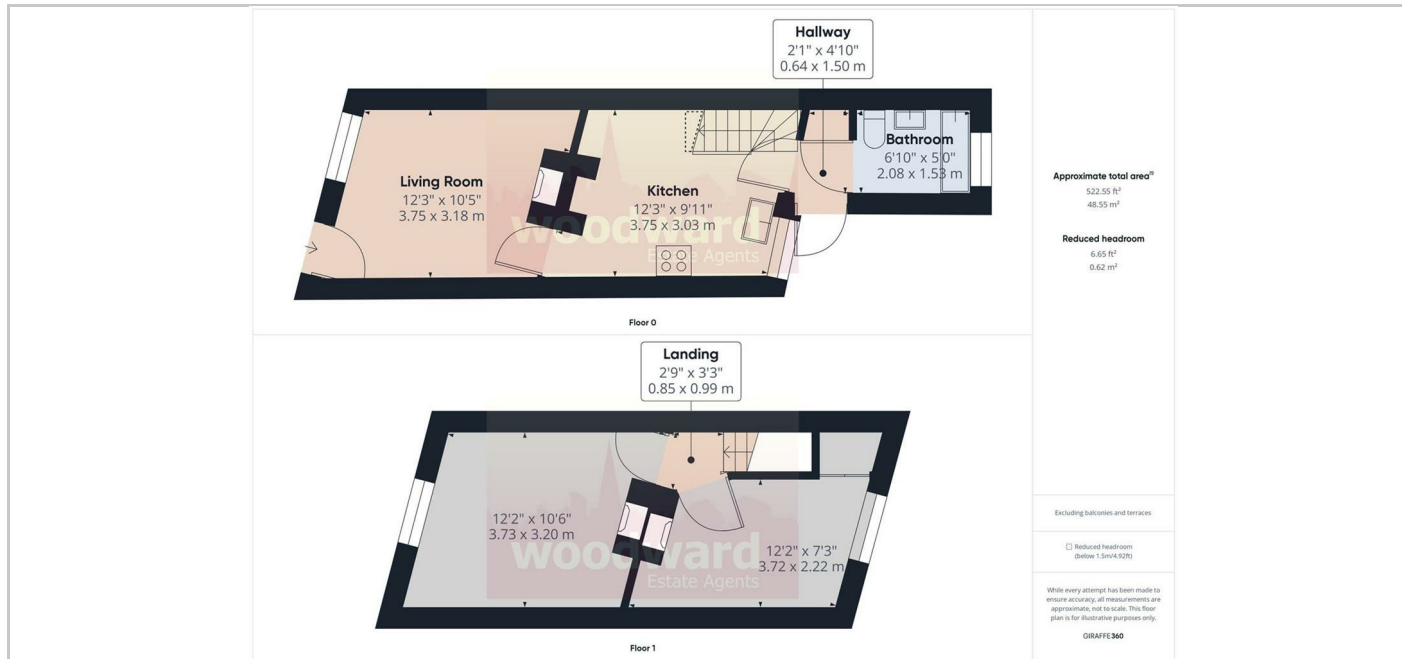 Hallway
2'1" x 4'10"
0.64 x 1.50 m
Living Room
12'3" x 10'5"
3.75 x 3.18 m
Kitchen
12'3" x 9'11"
3.75 x 3.03 m
Bathroom
6'10" x 5'0"
2.08 x 1.53 m
woodward
Estate Agents
Floor 0
Landing
2'9" x 3'3"
0.85 x 0.99 m
12'2" x 10'6"
3.73 x 3.20 m
12'2" x 7'3"
3.72 x 2.22 m
woodward
Estate Agents
Floor 1
Approximate total area
522.55 ft²
48.55 m²
Reduced headroom
6.65 ft²
0.62 m²
Excluding balconies and terraces
Reduced headroom
(below 1.5m/4.92ft)
While every attempt has been made to
ensure accuracy, all measurements are
approximate, not to scale. This floor
plan is for illustrative purposes only.
GIRAFFE360